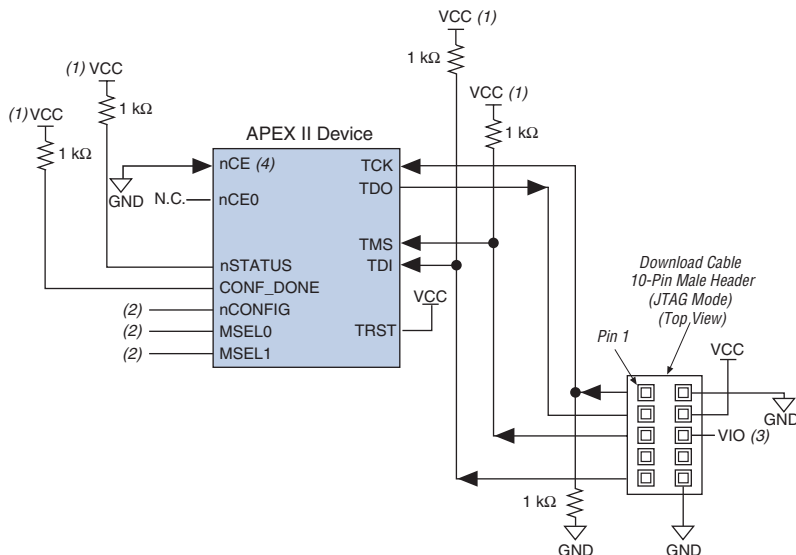 VCC (1)
1 kΩ
(1) VCC
1 kΩ
VCC (1)
1 kΩ
(1) VCC
1 kΩ
APEX II Device
nCE (4)
TCK
GND
N.C.
nCE0
TDO
TMS
nSTATUS
TDI
CONF_DONE
(2)
nCONFIG
VCC
(2)
MSEL0
TRST
(2)
MSEL1
Download Cable
10-Pin Male Header
(JTAG Mode)
(Top View)
Pin 1
VCC
GND
VIO (3)
1 kΩ
GND
GND